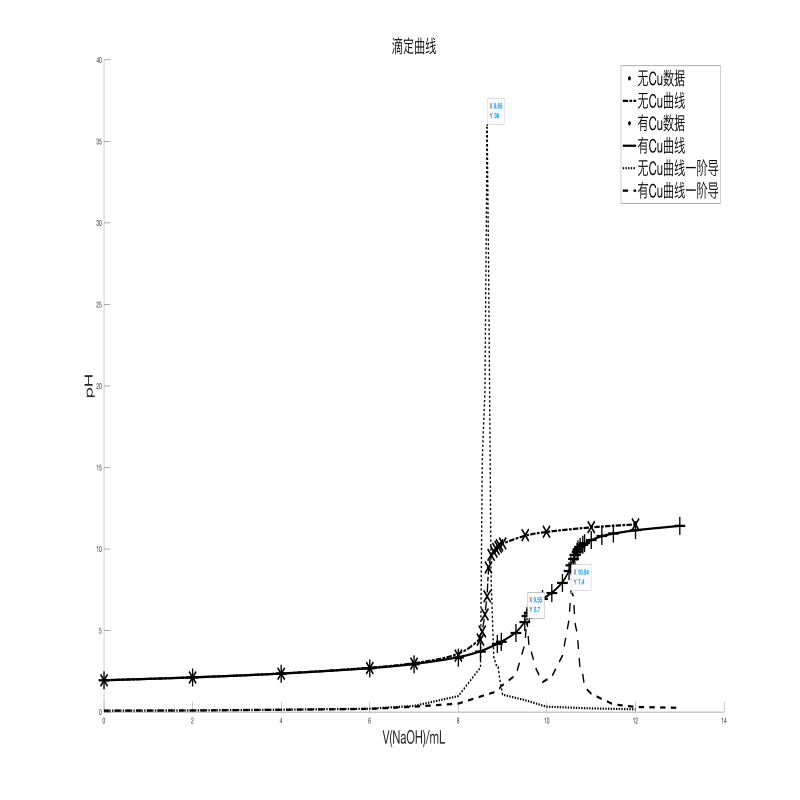 滴定曲线
40
35
30
25
20
15
10
5
0
pH
无Cu数据
无Cu曲线
有Cu数据
有Cu曲线
无Cu曲线一阶导
有Cu曲线一阶导
X 8.65
Y 36
X 9.55
Y 5.7
X 10.54
Y 7.4
0
2
4
6
8
10
12
14
V(NaOH)/mL